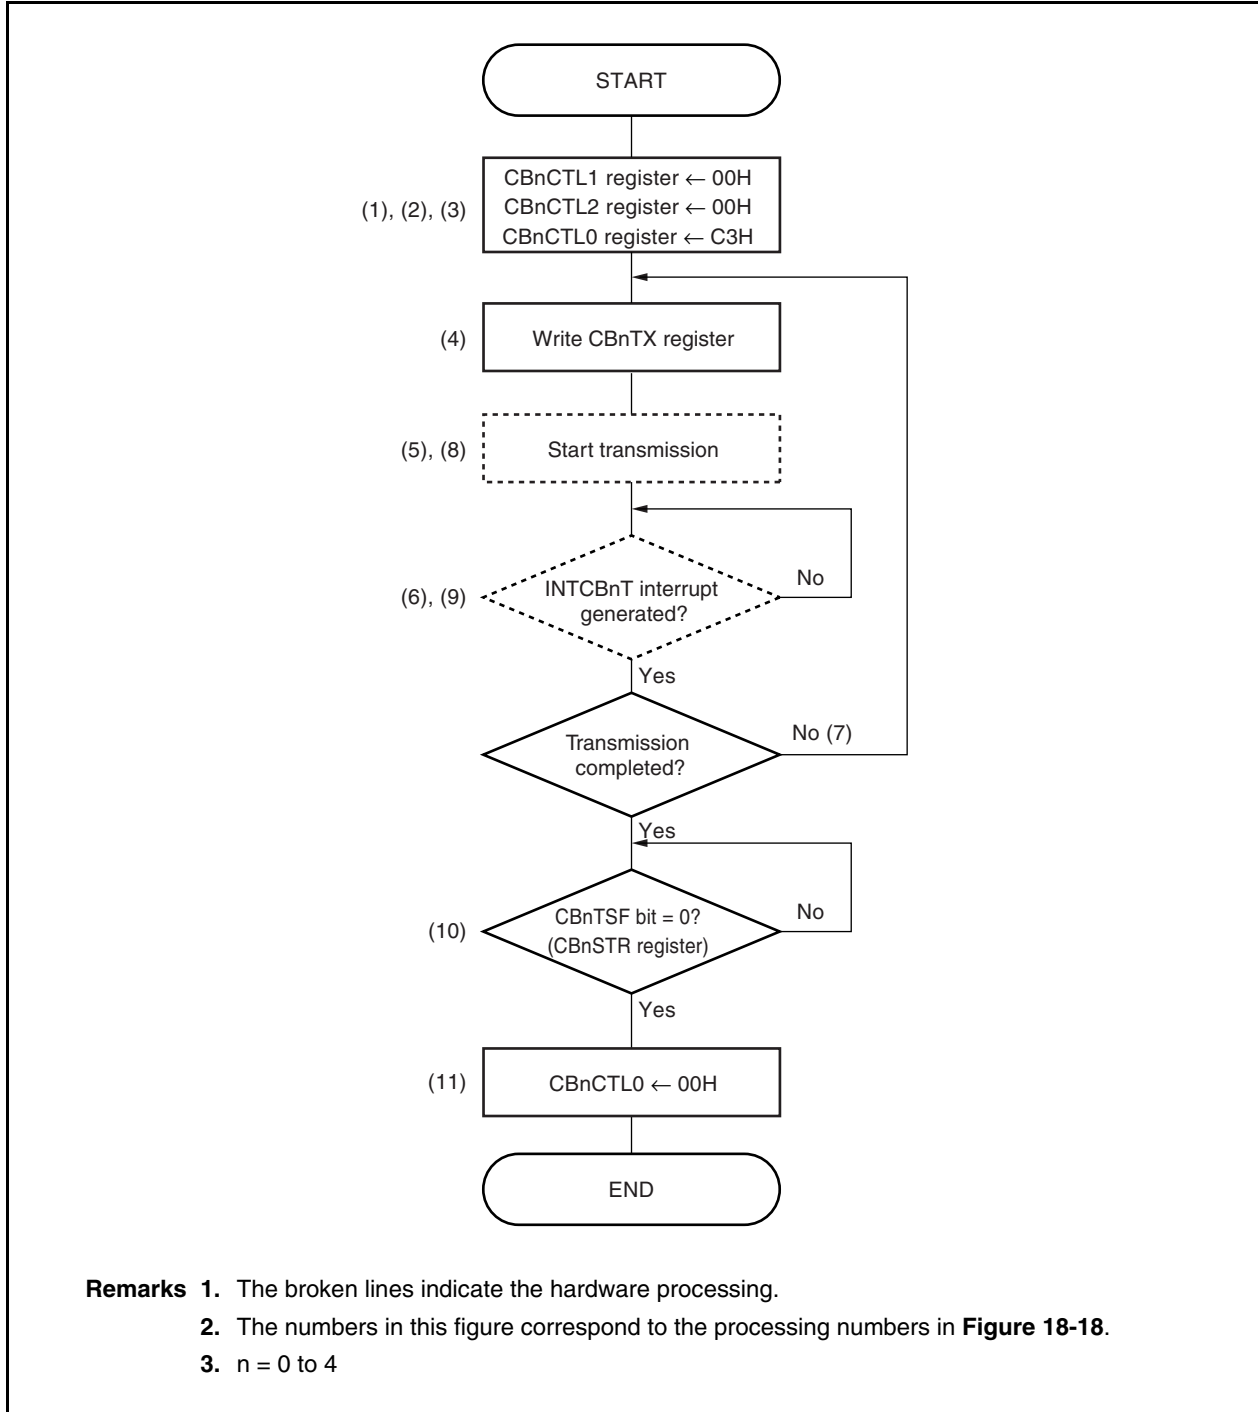 START
(1), (2), (3)
CBnCTL1 register ← 00H
CBnCTL2 register ← 00H
CBnCTL0 register ← C3H
(4)
Write CBnTX register
(5), (8)
Start transmission
(6), (9)
INTCBnT interrupt
generated?
No
Yes
Transmission
completed?
No (7)
Yes
(10)
CBnTSF bit = 0?
(CBnSTR register)
No
Yes
(11)
CBnCTL0 ← 00H
END
Remarks 1. The broken lines indicate the hardware processing.
2. The numbers in this figure correspond to the processing numbers in Figure 18-18.
3. n = 0 to 4